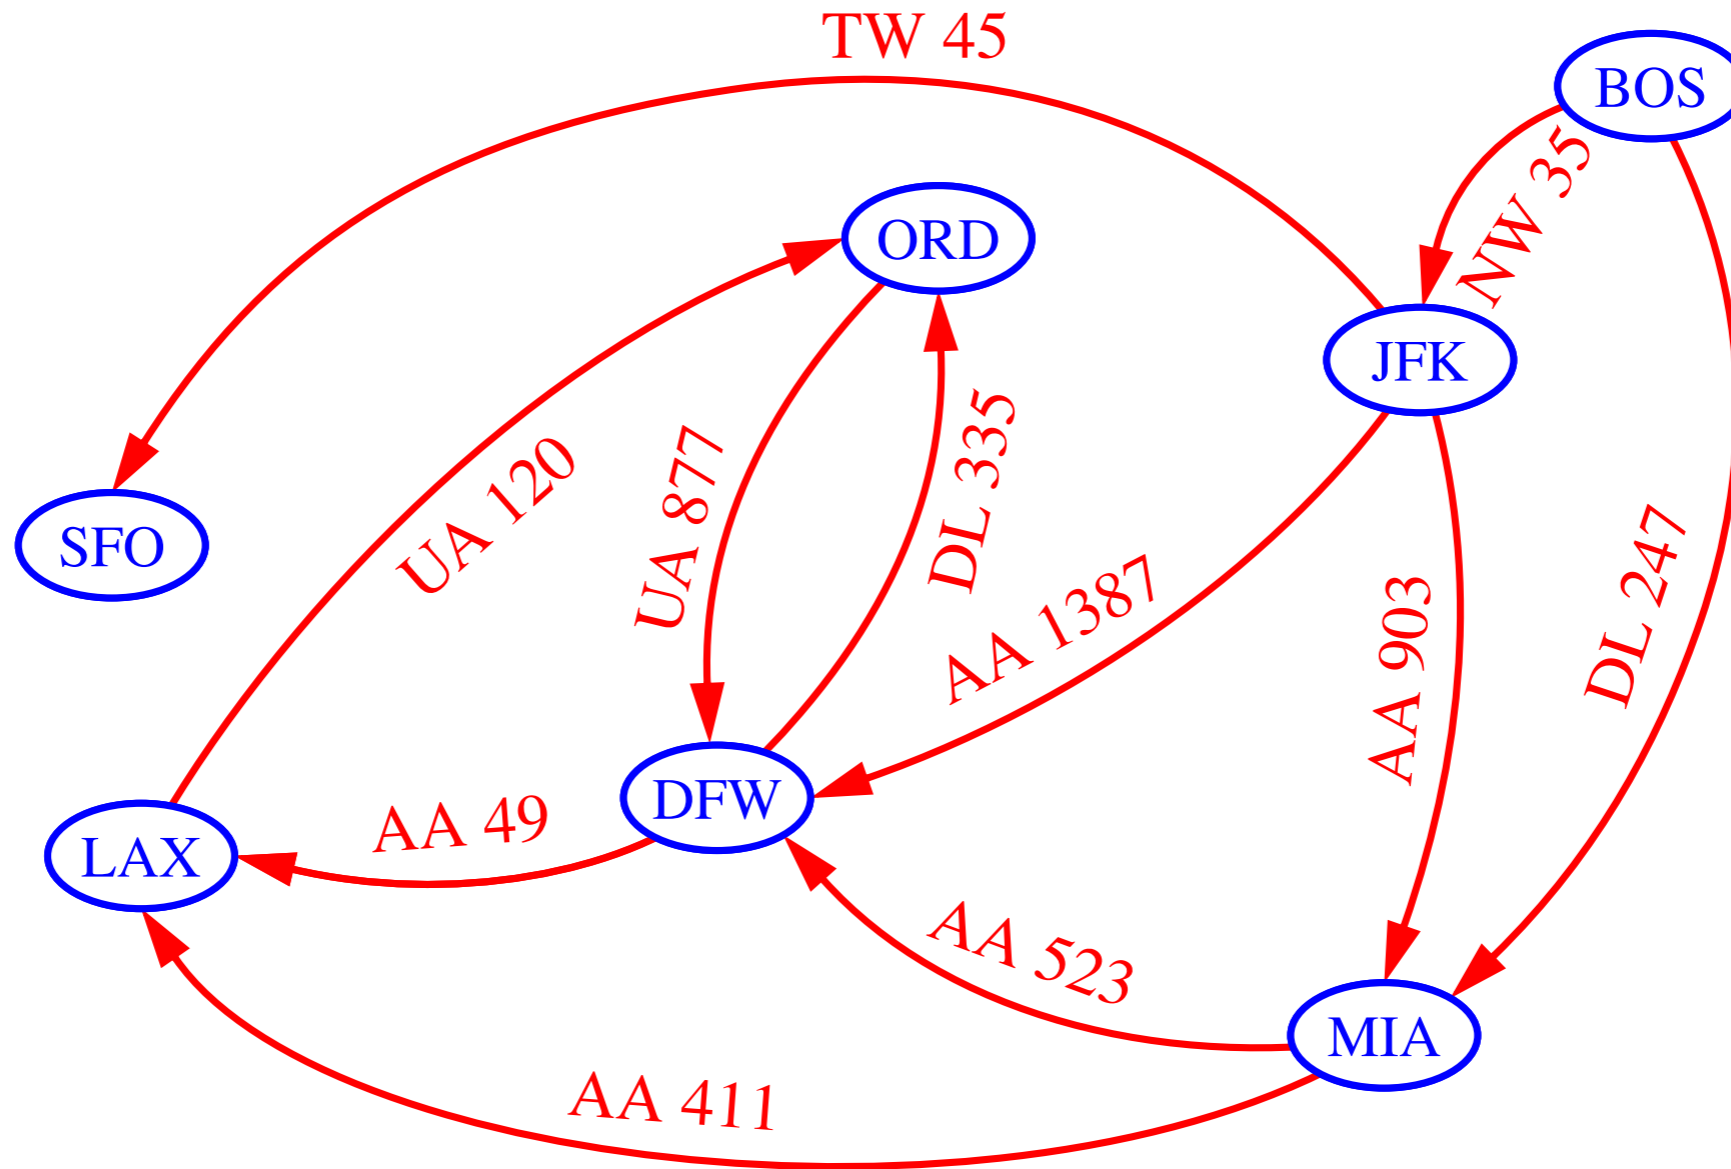 TW 45
BOS
NW 35
ORD
JFK
SFO
UA 120
UA 877
DL 335
AA 1387
AA 903
DL 247
LAX
AA 49
DFW
AA 523
MIA
AA 411